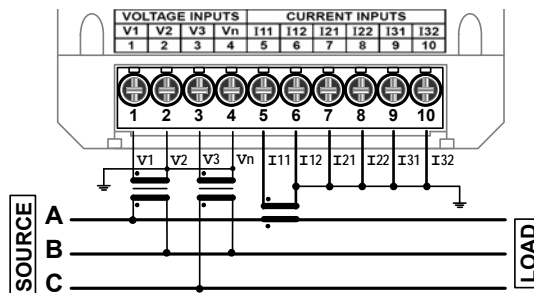 VOLTAGE INPUTS CURRENT INPUTS
V1 V2 V3 Vn I11 I12 I21 I22 I31 I32
1 2 3 4 5 6 7 8 9 10
1 2 3 4 5 6 7 8 9 10
V1 V2 V3 Vn I11 I12 I21 I22 I31 I32
SOURCE
A
B
C
LOAD